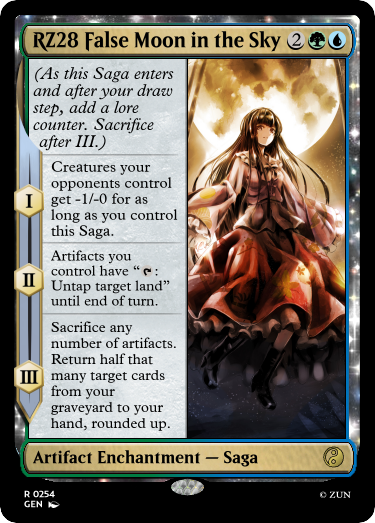 RZ28 False Moon in the Sky 2
(As this Saga enters
and after your draw
step, add a lore
counter. Sacrifice
after III.)
I
Creatures your
opponents control
get -1/-0 for as
long as you control
this Saga.
II
Artifacts you
control have “ :
Untap target land”
until end of turn.
III
Sacrifice any
number of artifacts.
Return half that
many target cards
from your
graveyard to your
hand, rounded up.
Artifact Enchantment — Saga
R 0254
GEN
© ZUN